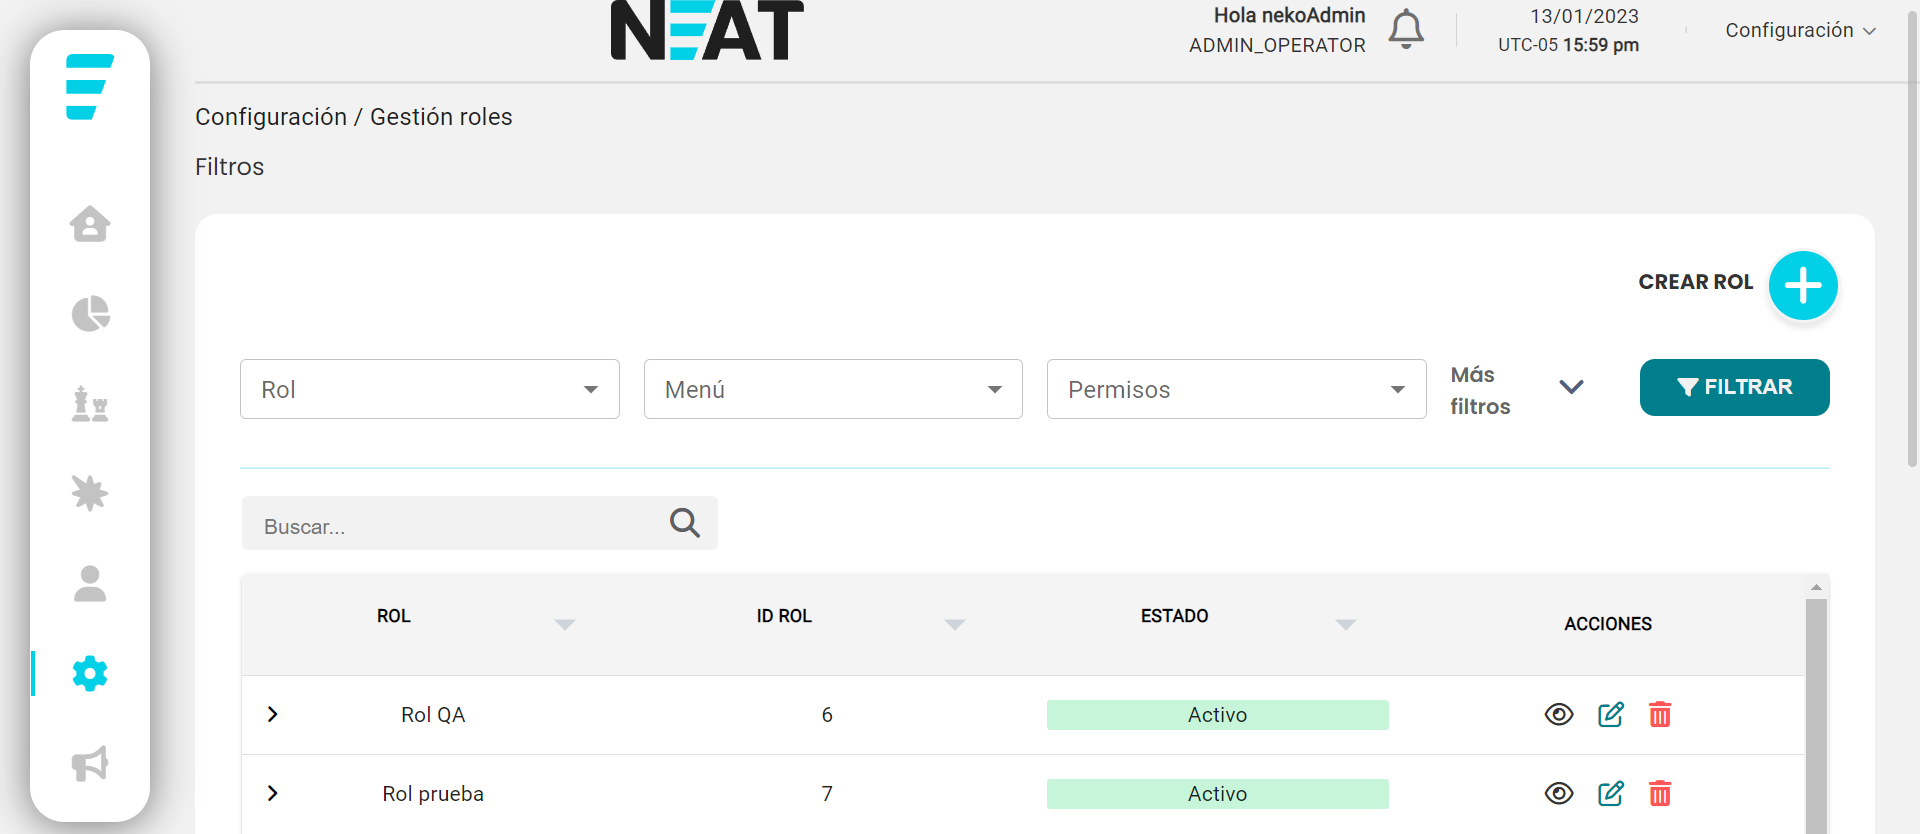 NEAT
Hola nekoAdmin
ADMIN_OPERATOR
13/01/2023
UTC-05 15:59 pm
Configuración
Configuración / Gestión roles
Filtros
CREAR ROL
Rol
Menú
Permisos
Más
filtros
FILTRAR
Buscar...
ROL ID ROL ESTADO ACCIONES
Rol QA 6 Activo
Rol prueba 7 Activo